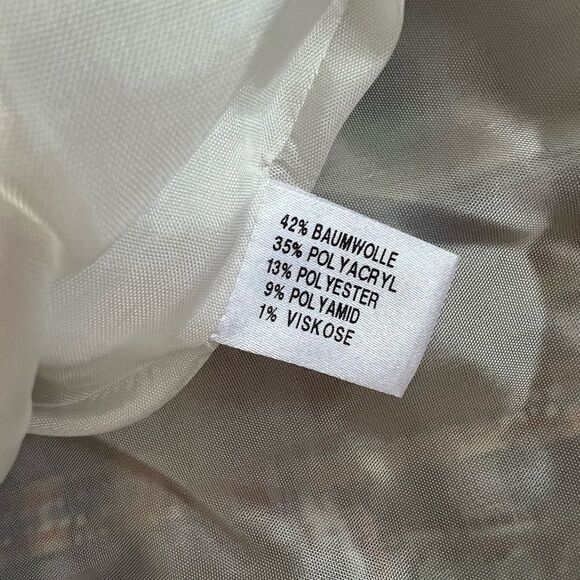 42% BAUMWOLLE
35% POLYACRYL
13% POLYESTER
9% POLYAMID
1% VISKOSE